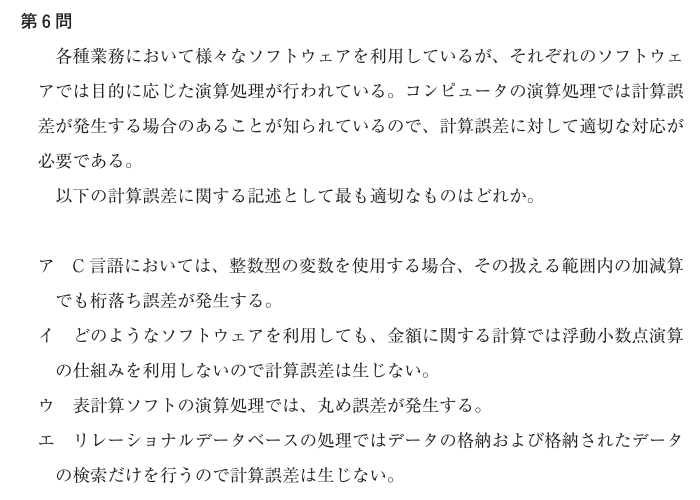 第6問
各種業務において様々なソフトウェアを利用しているが、それぞれのソフトウェ
アでは目的に応じた演算処理が行われている。コンピュータの演算処理では計算誤
差が発生する場合のあることが知られているので、計算誤差に対して適切な対応が
必要である。
以下の計算誤差に関する記述として最も適切なものはどれか。
ア　C言語においては、整数型の変数を使用する場合、その扱える範囲内の加減算
でも桁落ち誤差が発生する。
イ　どのようなソフトウェアを利用しても、金額に関する計算では浮動小数点演算
の仕組みを利用しないので計算誤差は生じない。
ウ　表計算ソフトの演算処理では、丸め誤差が発生する。
エ　リレーショナルデータベースの処理ではデータの格納および格納されたデータ
の検索だけを行うので計算誤差は生じない。